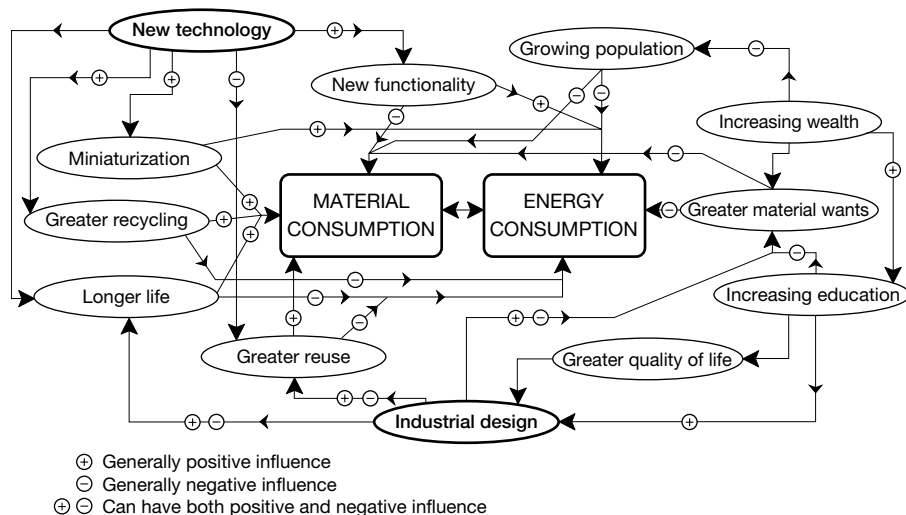 New technology
Growing population
New functionality
Increasing wealth
Miniaturization
MATERIAL
CONSUMPTION
ENERGY
CONSUMPTION
Greater recycling
Greater material wants
Longer life
Increasing education
Greater reuse
Greater quality of life
Industrial design
⊕ Generally positive influence
⊖ Generally negative influence
⊕ ⊖ Can have both positive and negative influence